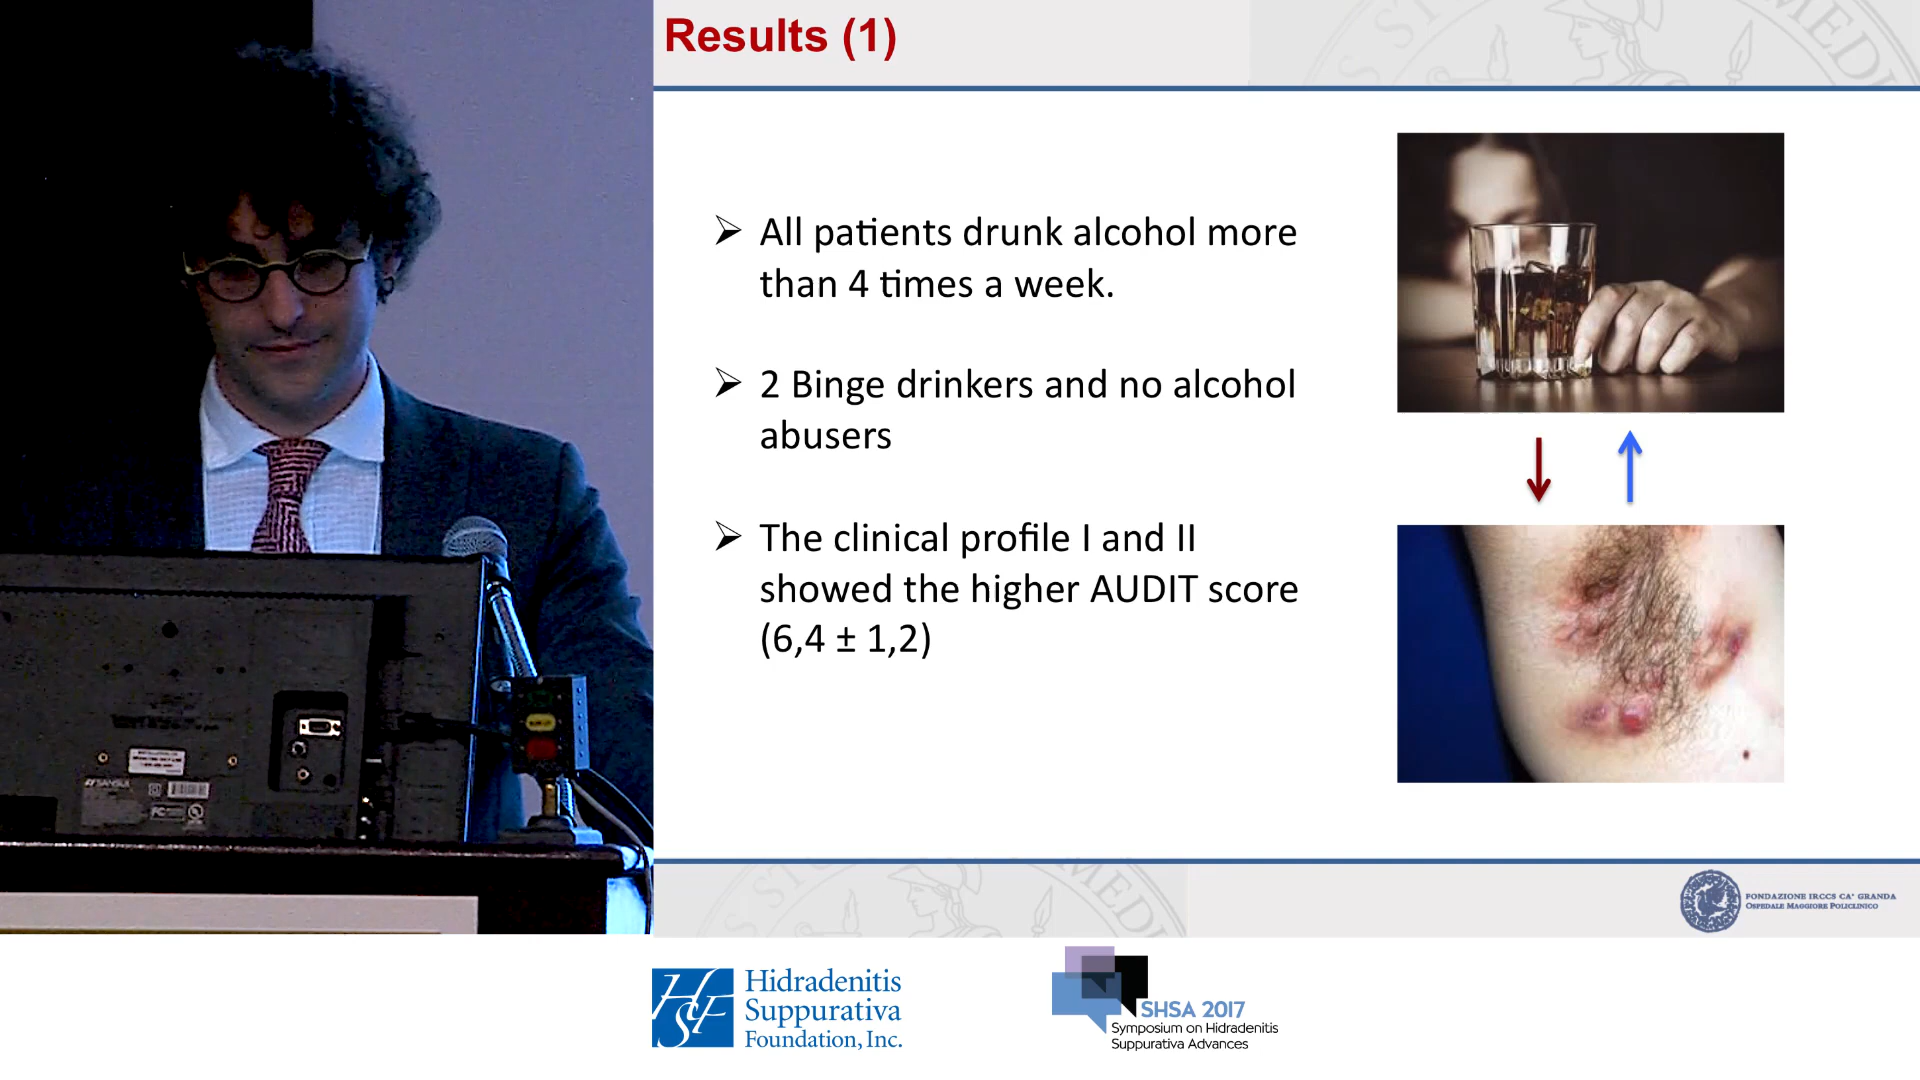 Results (1)
➢ All patients drunk alcohol more
than 4 times a week.
➢ 2 Binge drinkers and no alcohol
abusers
➢ The clinical profile I and II
showed the higher AUDIT score
(6,4 ± 1,2)
FONDAZIONE IRCCS CA' GRANDA
OSPEDALE MAGGIORE POLICLINICO
HSF
Hidradenitis
Suppurativa
Foundation, Inc.
SHSA 2017
Symposium on Hidradenitis
Suppurativa Advances